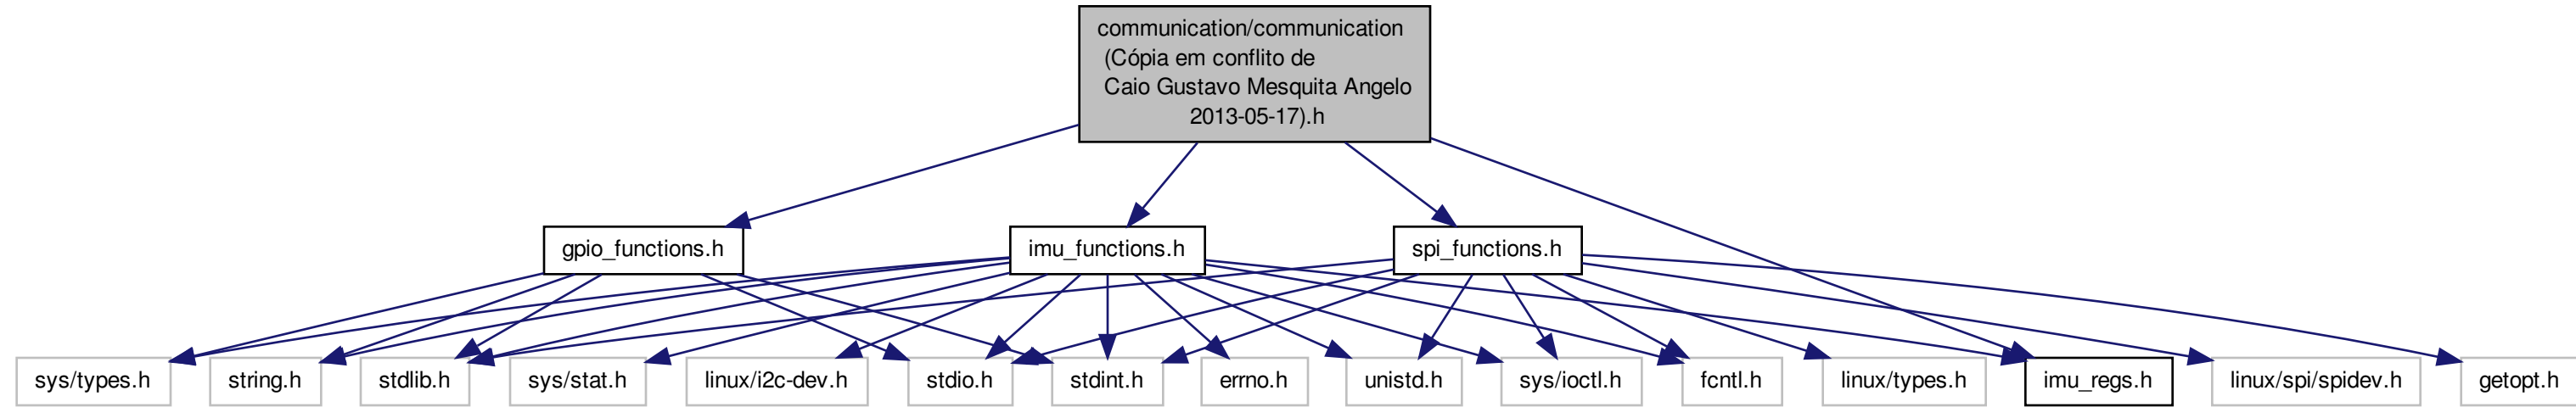 communication/communication
(Cópia em conflito de
Caio Gustavo Mesquita Angelo
2013-05-17).h
gpio_functions.h
imu_functions.h
spi_functions.h
sys/types.h
string.h
stdlib.h
sys/stat.h
linux/i2c-dev.h
stdio.h
stdint.h
errno.h
unistd.h
sys/ioctl.h
fcntl.h
linux/types.h
imu_regs.h
linux/spi/spidev.h
getopt.h